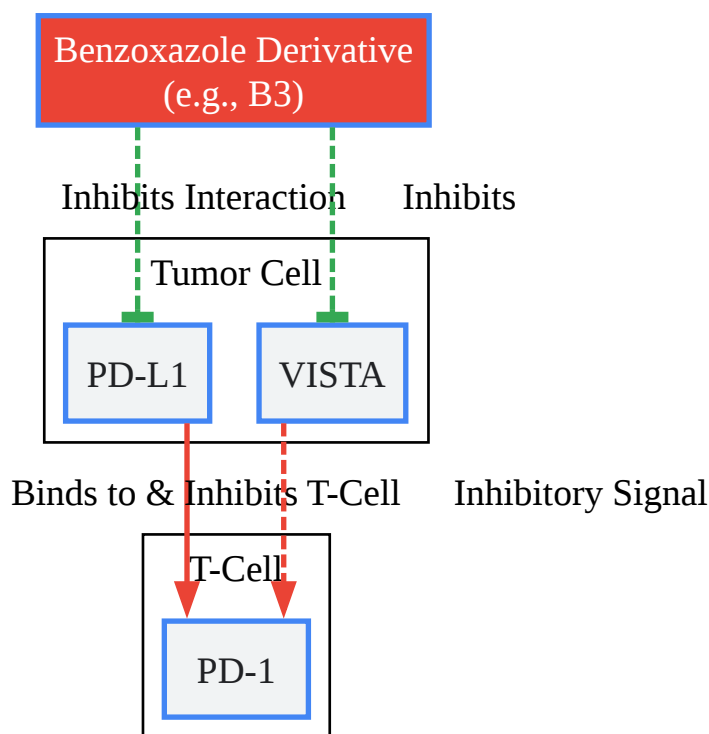 Benzoxazole Derivative
(e.g., B3)
Inhibits Interaction
Inhibits
Tumor Cell
PD-L1
VISTA
Binds to & Inhibits T-Cell
Inhibitory Signal
T-Cell
PD-1